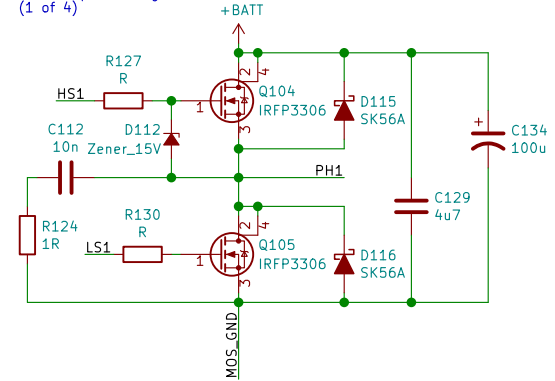 (1 of 4)
+BATT
R127
R
HS1
1
2
4
3
Q104
IRFP3306
D115
SK56A
C112
10n
D112
Zener_15V
+
C134
100u
PH1
C129
4u7
R124
1R
R130
R
LS1
1
2
4
3
Q105
IRFP3306
D116
SK56A
MOS_GND